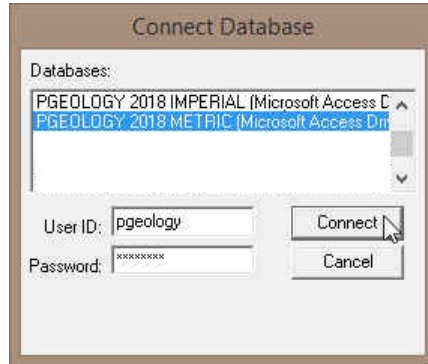 Connect Database
Databases:
PGEOLOGY 2018 IMPERIAL (Microsoft Access D
PGEOLOGY 2018 METRIC (Microsoft Access Dri
User ID: pgeology Connect
Password: ******** Cancel